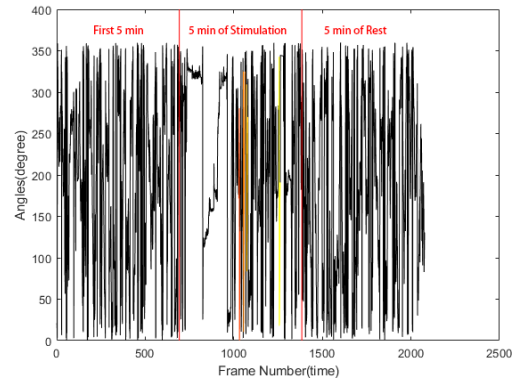 First 5 min 5 min of Stimulation 5 min of Rest
400
350
300
250
200
150
100
50
0
Angles(degree)
0 500 1000 1500 2000 2500
Frame Number(time)